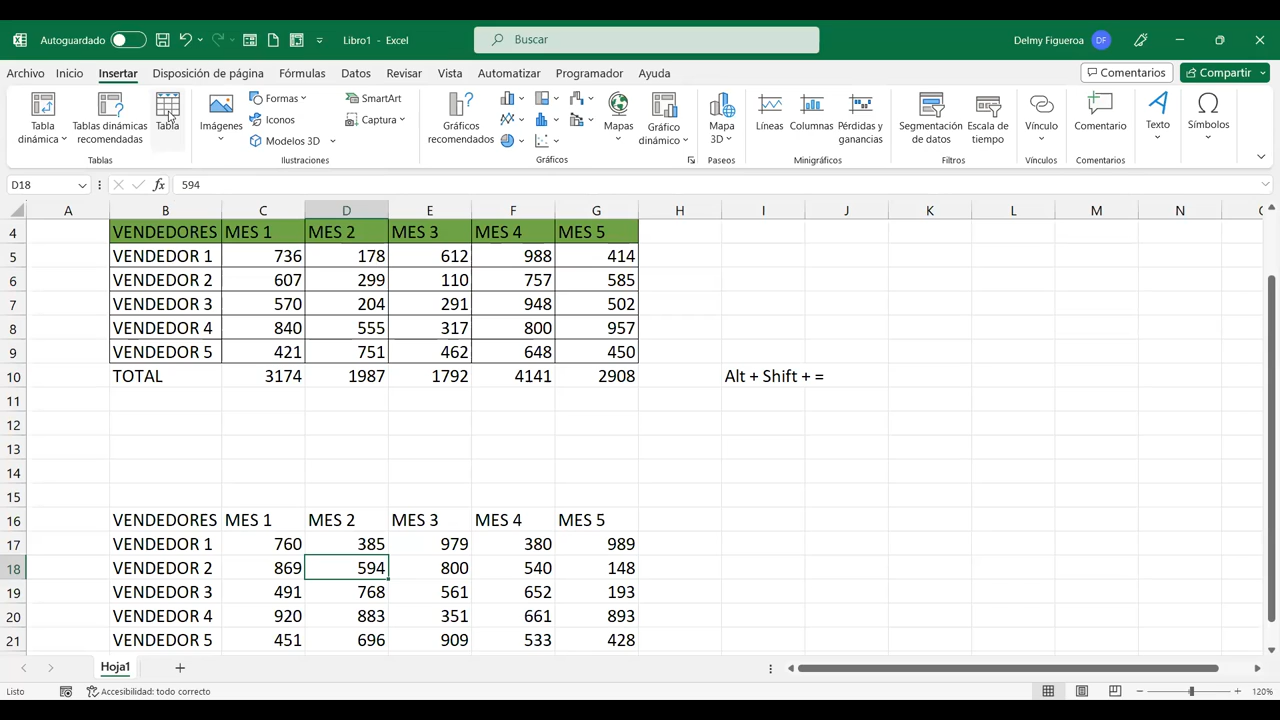 Autoguardado Libro1 - Excel Buscar Delmy Figueroa DF
Archivo Inicio Insertar Disposición de página Fórmulas Datos Revisar Vista Automatizar Programador Ayuda Comentarios Compartir
Tabla dinámica
Tablas dinámicas recomendadas
Tabla
Tablas
Imágenes
Formas
Iconos
Modelos 3D
SmartArt
Captura
Ilustraciones
Gráficos recomendados
Mapas
Gráfico dinámico
Gráficos
Mapa 3D
Paseos
Líneas
Columnas
Pérdidas y ganancias
Minigráficos
Segmentación de datos
Escala de tiempo
Filtros
Vínculo
Vínculos
Comentario
Comentarios
Texto
Símbolos
D18 fx 594
A B C D E F G H I J K L M N
4 VENDEDORES MES 1 MES 2 MES 3 MES 4 MES 5
5 VENDEDOR 1 736 178 612 988 414
6 VENDEDOR 2 607 299 110 757 585
7 VENDEDOR 3 570 204 291 948 502
8 VENDEDOR 4 840 555 317 800 957
9 VENDEDOR 5 421 751 462 648 450
10 TOTAL 3174 1987 1792 4141 2908 Alt + Shift + =
11
12
13
14
15
16 VENDEDORES MES 1 MES 2 MES 3 MES 4 MES 5
17 VENDEDOR 1 760 385 979 380 989
18 VENDEDOR 2 869 594 800 540 148
19 VENDEDOR 3 491 768 561 652 193
20 VENDEDOR 4 920 883 351 661 893
21 VENDEDOR 5 451 696 909 533 428
Hoja1
Listo Accesibilidad: todo correcto 120%